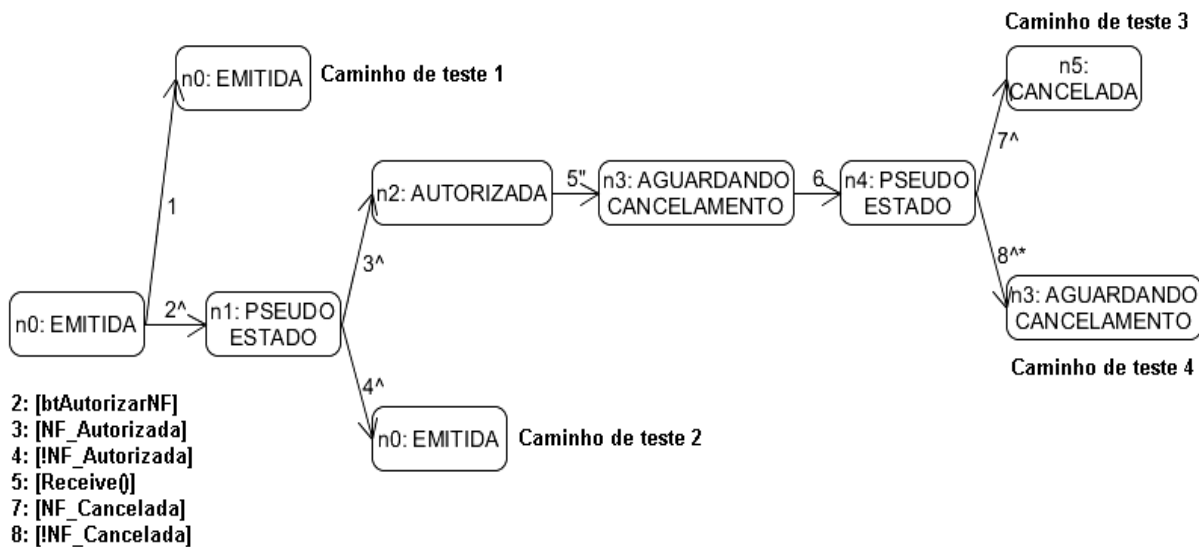 Caminho de teste 3
n0: EMITIDA
Caminho de teste 1
n5:
CANCELADA
7^
1
n2: AUTORIZADA
5"
n3: AGUARDANDO
CANCELAMENTO
6
n4: PSEUDO
ESTADO
3^
8^*
n0: EMITIDA
2^
n1: PSEUDO
ESTADO
n3: AGUARDANDO
CANCELAMENTO
Caminho de teste 4
4^
n0: EMITIDA
Caminho de teste 2
2: [btAutorizarNF]
3: [NF_Autorizada]
4: [!NF_Autorizada]
5: [Receive()]
7: [NF_Cancelada]
8: [!NF_Cancelada]